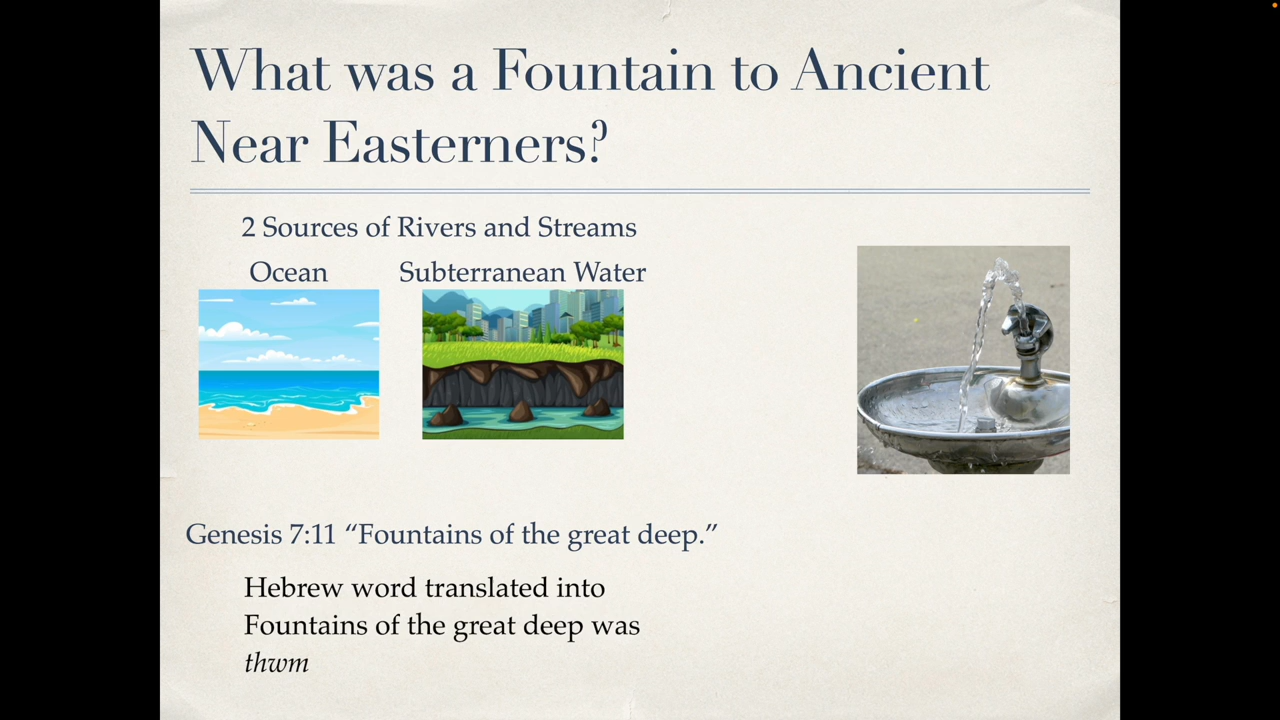 What was a Fountain to Ancient
Near Easterners?
2 Sources of Rivers and Streams
Ocean
Subterranean Water
Genesis 7:11 “Fountains of the great deep.”
Hebrew word translated into
Fountains of the great deep was
thwm